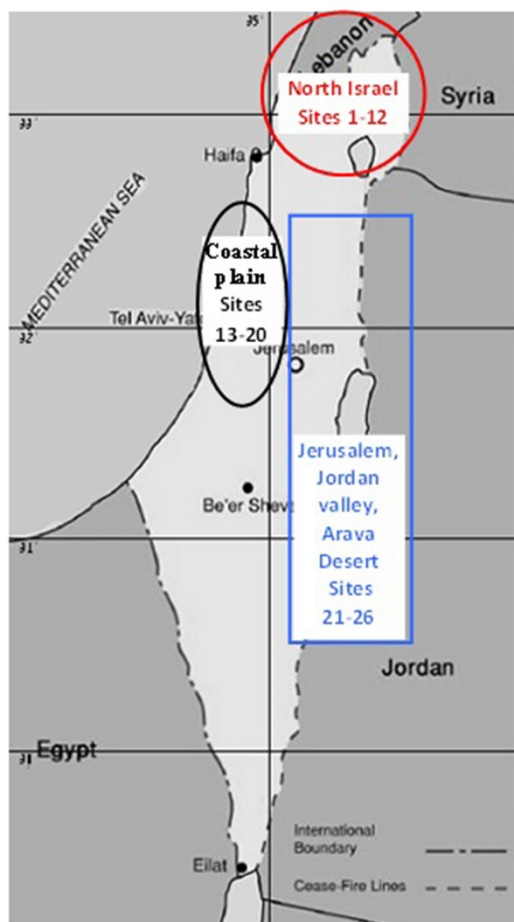 35'
Lebanon
North Israel
Sites 1-12
Syria
33'
Haifa
MEDITERRANEAN SEA
Coastal
plain
Sites
13-20
Tel Aviv-Ya
32'
Jerusalem
Jerusalem,
Jordan
valley,
Arava
Desert
Sites
21-26
Be'er Shev
31'
Jordan
Egypt
International
Boundary
Eilat
Cease-Fire Lines